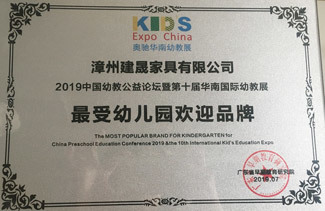 KIDS
Expo China
奥驰华南幼教展
漳州建晟家具有限公司
2019中国幼教公益论坛暨第十届华南国际幼教展
最受幼儿园欢迎品牌
The MOST POPULAR BRAND FOR KINDERGARTEN for
China Preschool Education Conference 2019 &the 10th International Kid's Education Expo
2019.07